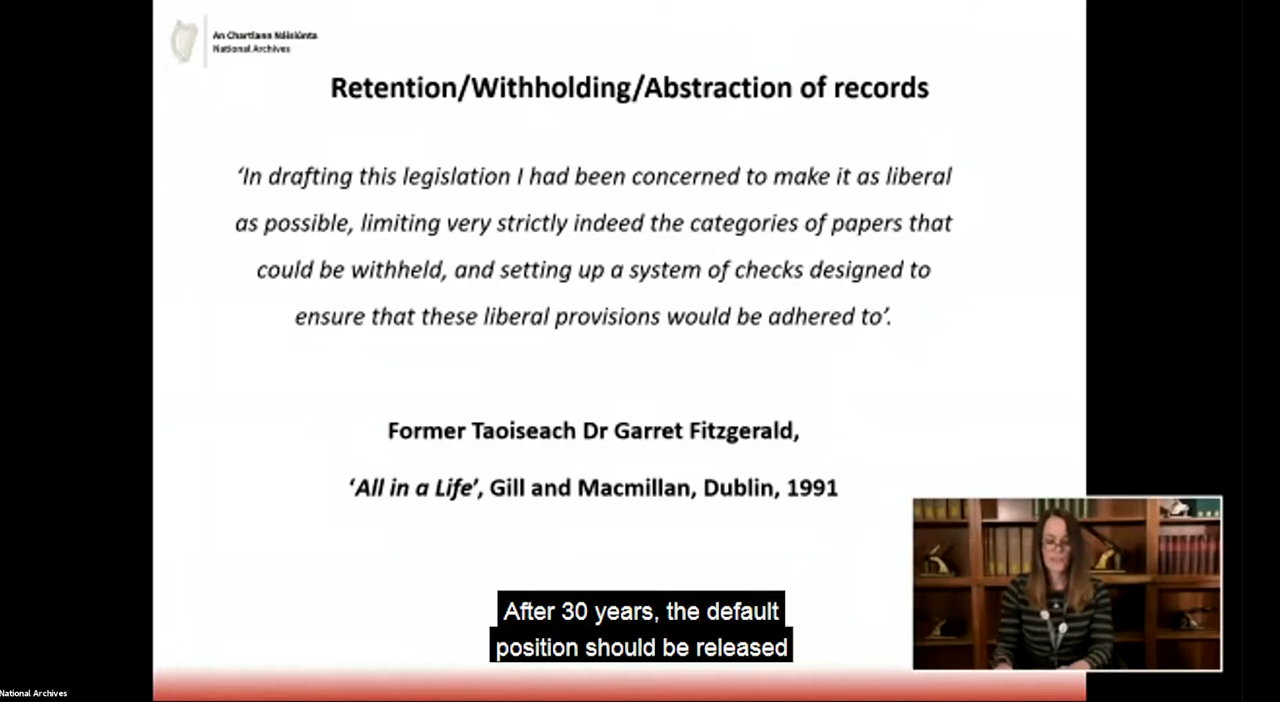 An Chartlann Náisiúnta
National Archives
Retention/Withholding/Abstraction of records
‘In drafting this legislation I had been concerned to make it as liberal
as possible, limiting very strictly indeed the categories of papers that
could be withheld, and setting up a system of checks designed to
ensure that these liberal provisions would be adhered to’.
Former Taoiseach Dr Garret Fitzgerald,
‘All in a Life’, Gill and Macmillan, Dublin, 1991
After 30 years, the default
position should be released
National Archives